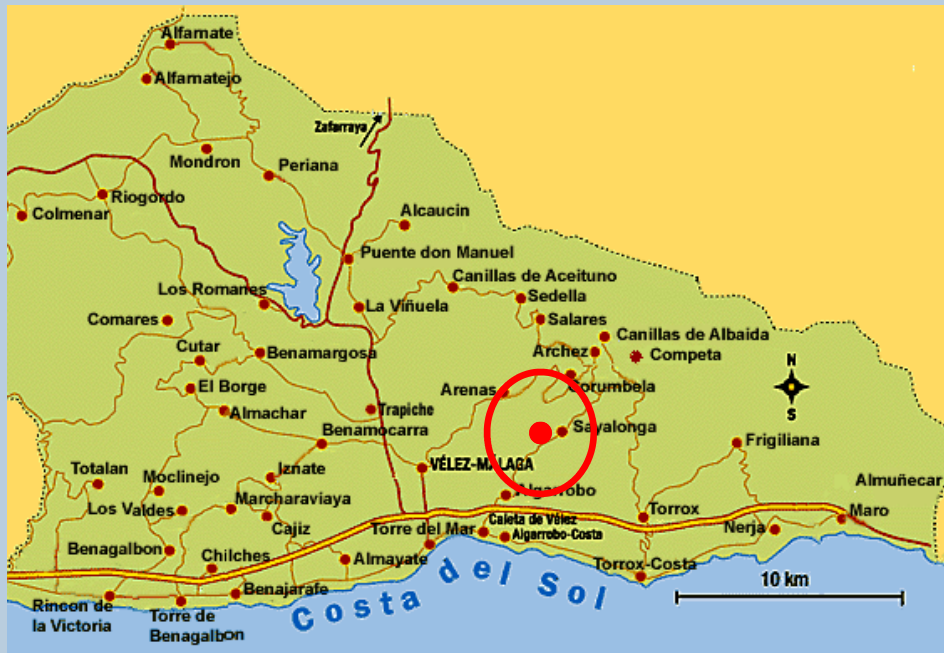 Alfarnate
Alfarnatejo
Zafarraya
Mondron
Periana
Riogordo
Colmenar
Alcaucin
Puente don Manuel
Canillas de Aceituno
Los Romanes
Sedella
La Viñuela
Comares
Salares
Canillas de Albaida
Cutar
Benamargosa
Archez
Competa
N
S
El Borge
Arenas
Corumbela
Almachar
Trapiche
Benamocarra
Sayalonga
Frigiliana
VÉLEZ-MÁLAGA
Totalan
Moclinejo
Iznate
Almuñecar
Algarrobo
Los Valdes
Marcharaviaya
Torrox
Maro
Cajiz
Torre del Mar
Caleta de Vélez
Algarrobo-Costa
Nerja
Benagalbon
Chilches
Almayate
Torrox-Costa
10 km
Benajarafe
Costa del Sol
Rincon de
la Victoria
Torre de
Benagalbon